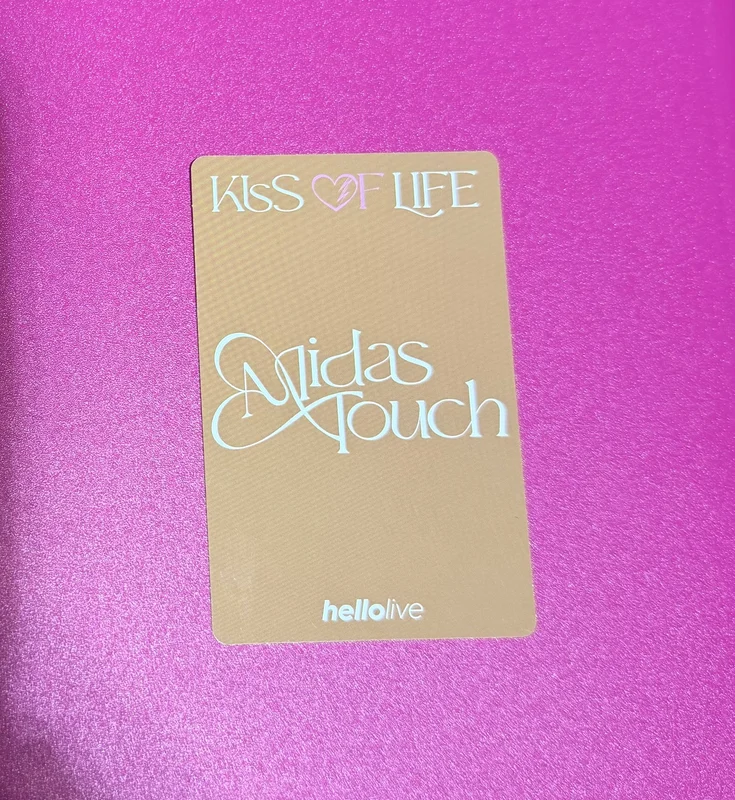 KISS OF LIFE
Midas
Touch
hellolive